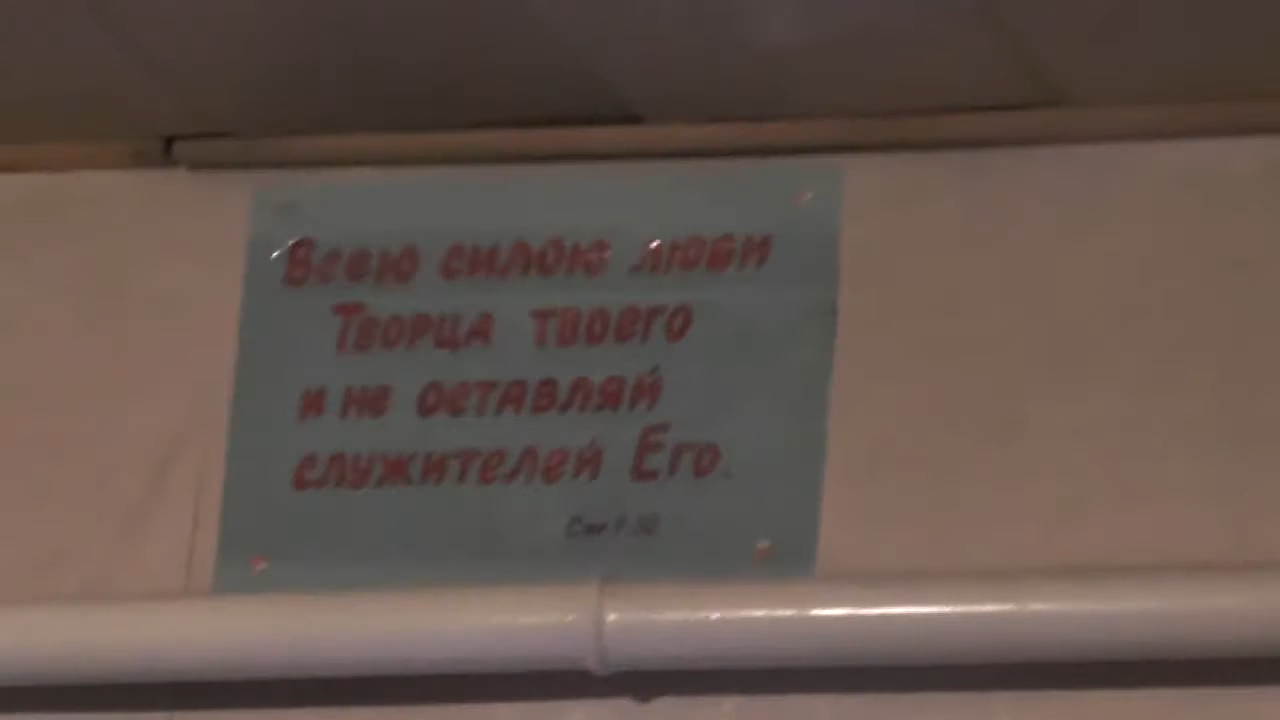 Всею силою люби
Творца твоего
и не оставляй
служителей Его.